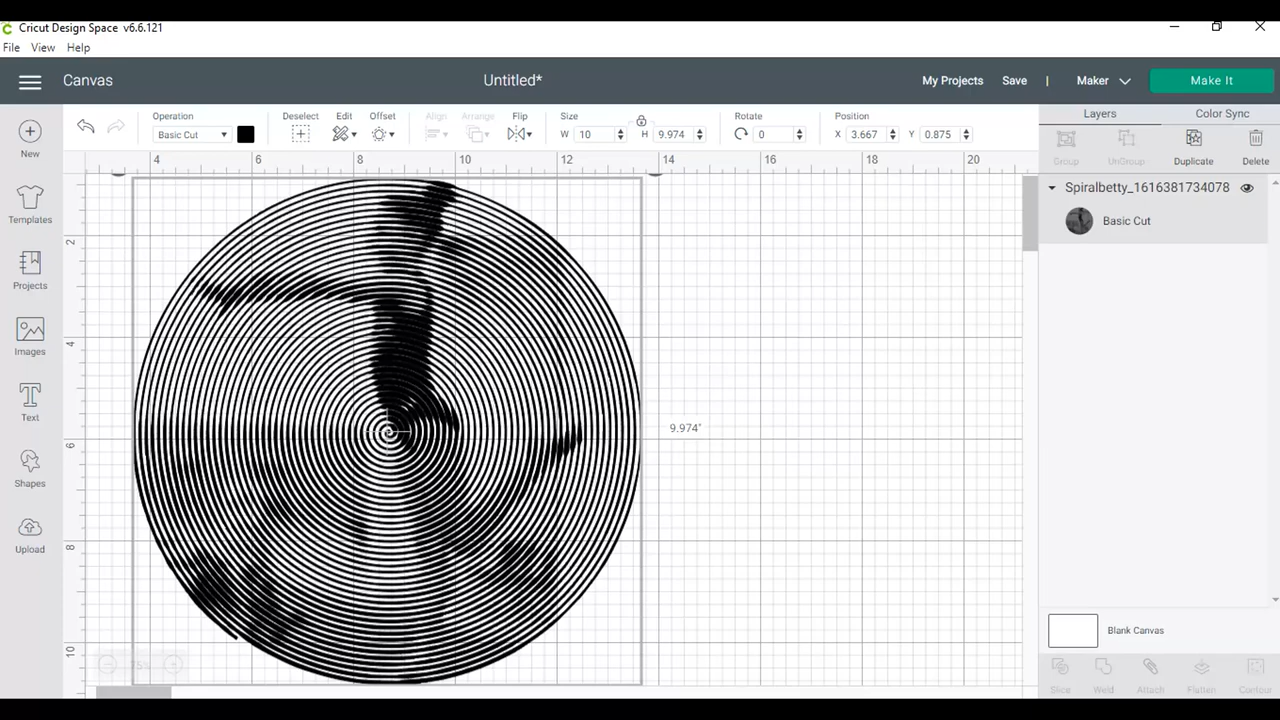 Cricut Design Space v6.6.121
File View Help
Canvas Untitled* My Projects Save | Maker Make It
Operation Deselect Edit Offset Align Arrange Flip Size Rotate Position
Basic Cut W 10 H 9.974 0 X 3.667 Y 0.875
Layers Color Sync
Group UnGroup Duplicate Delete
4 6 8 10 12 14 16 18 20
2
4
6
8
10
New
Templates
Projects
Images
Text
Shapes
Upload
9.974"
75%
Spiralbetty_1616381734078
Basic Cut
Blank Canvas
Slice Weld Attach Flatten Contour